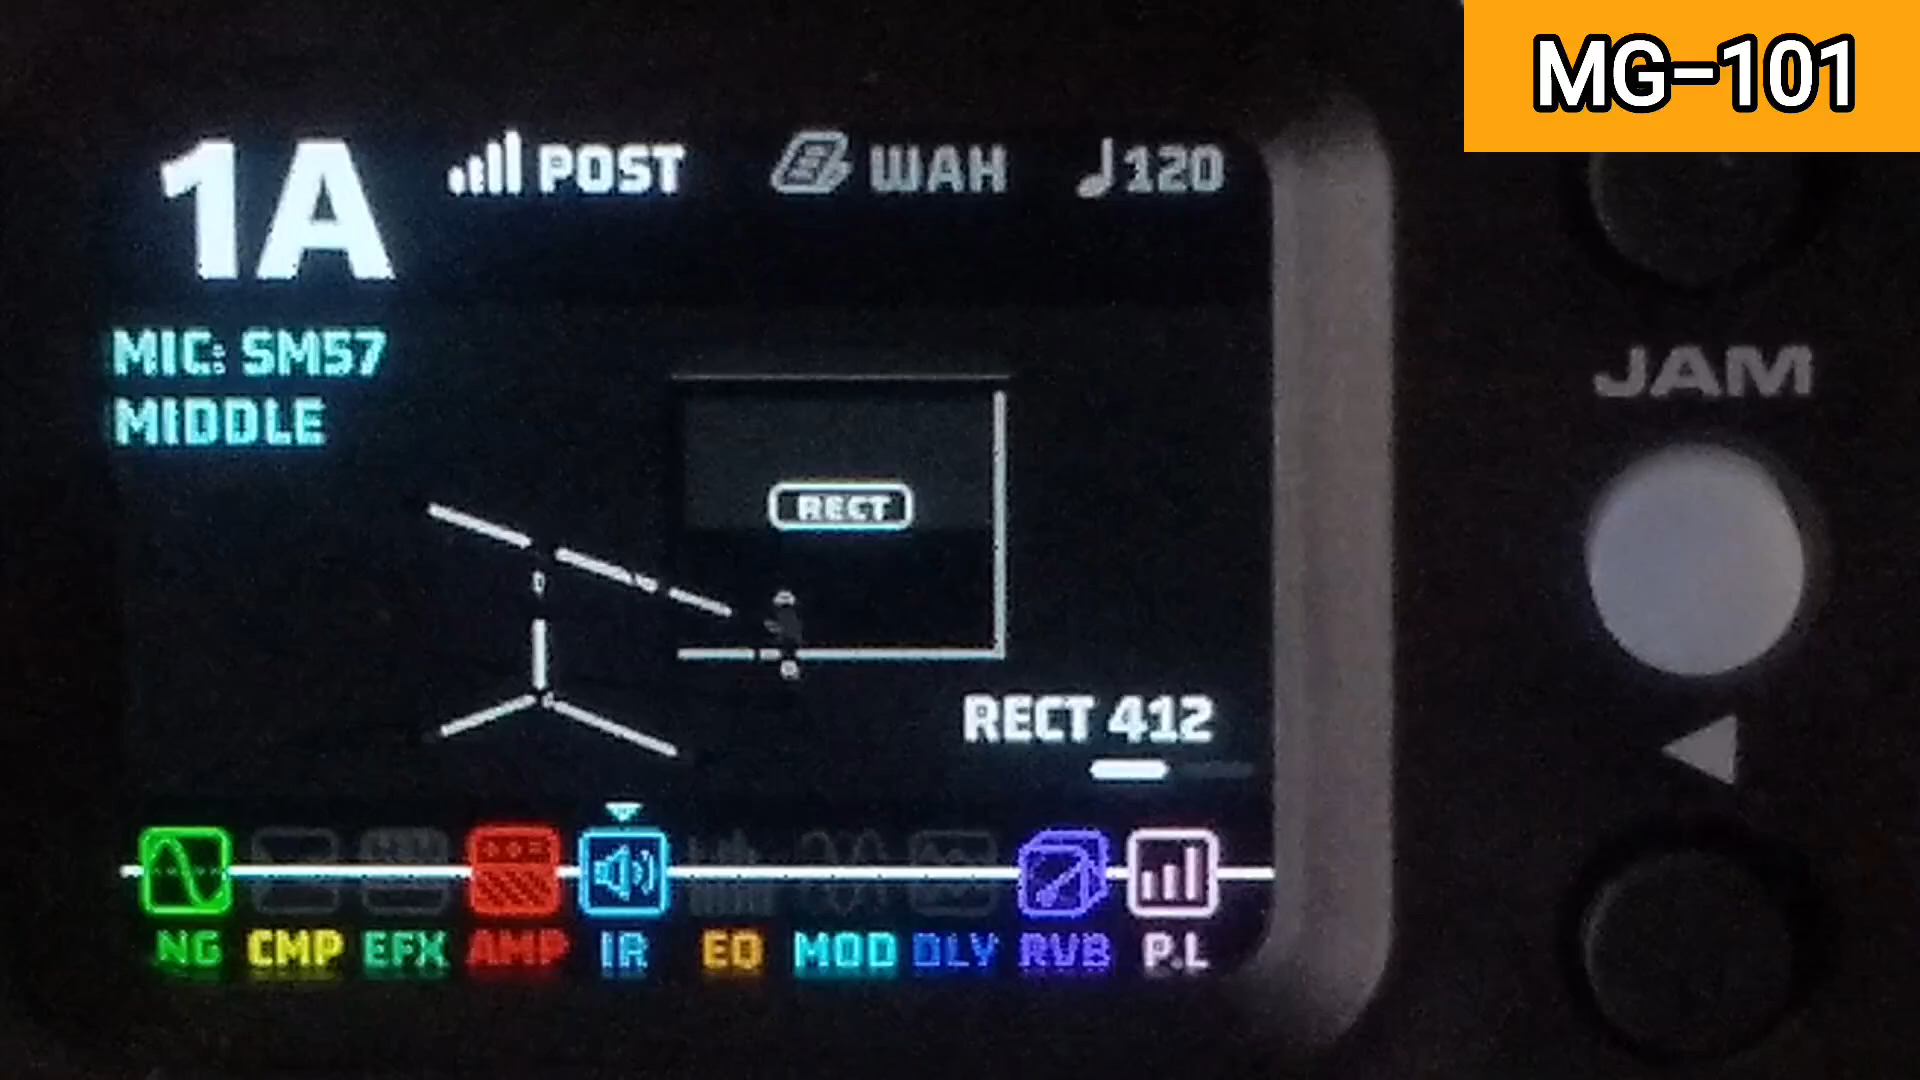 MG-101
1A POST WAH 120
MIC: SM57
MIDDLE
JAM
RECT
RECT 412
NG CMP EFX AMP IR EQ MOD DLY RVB P.L